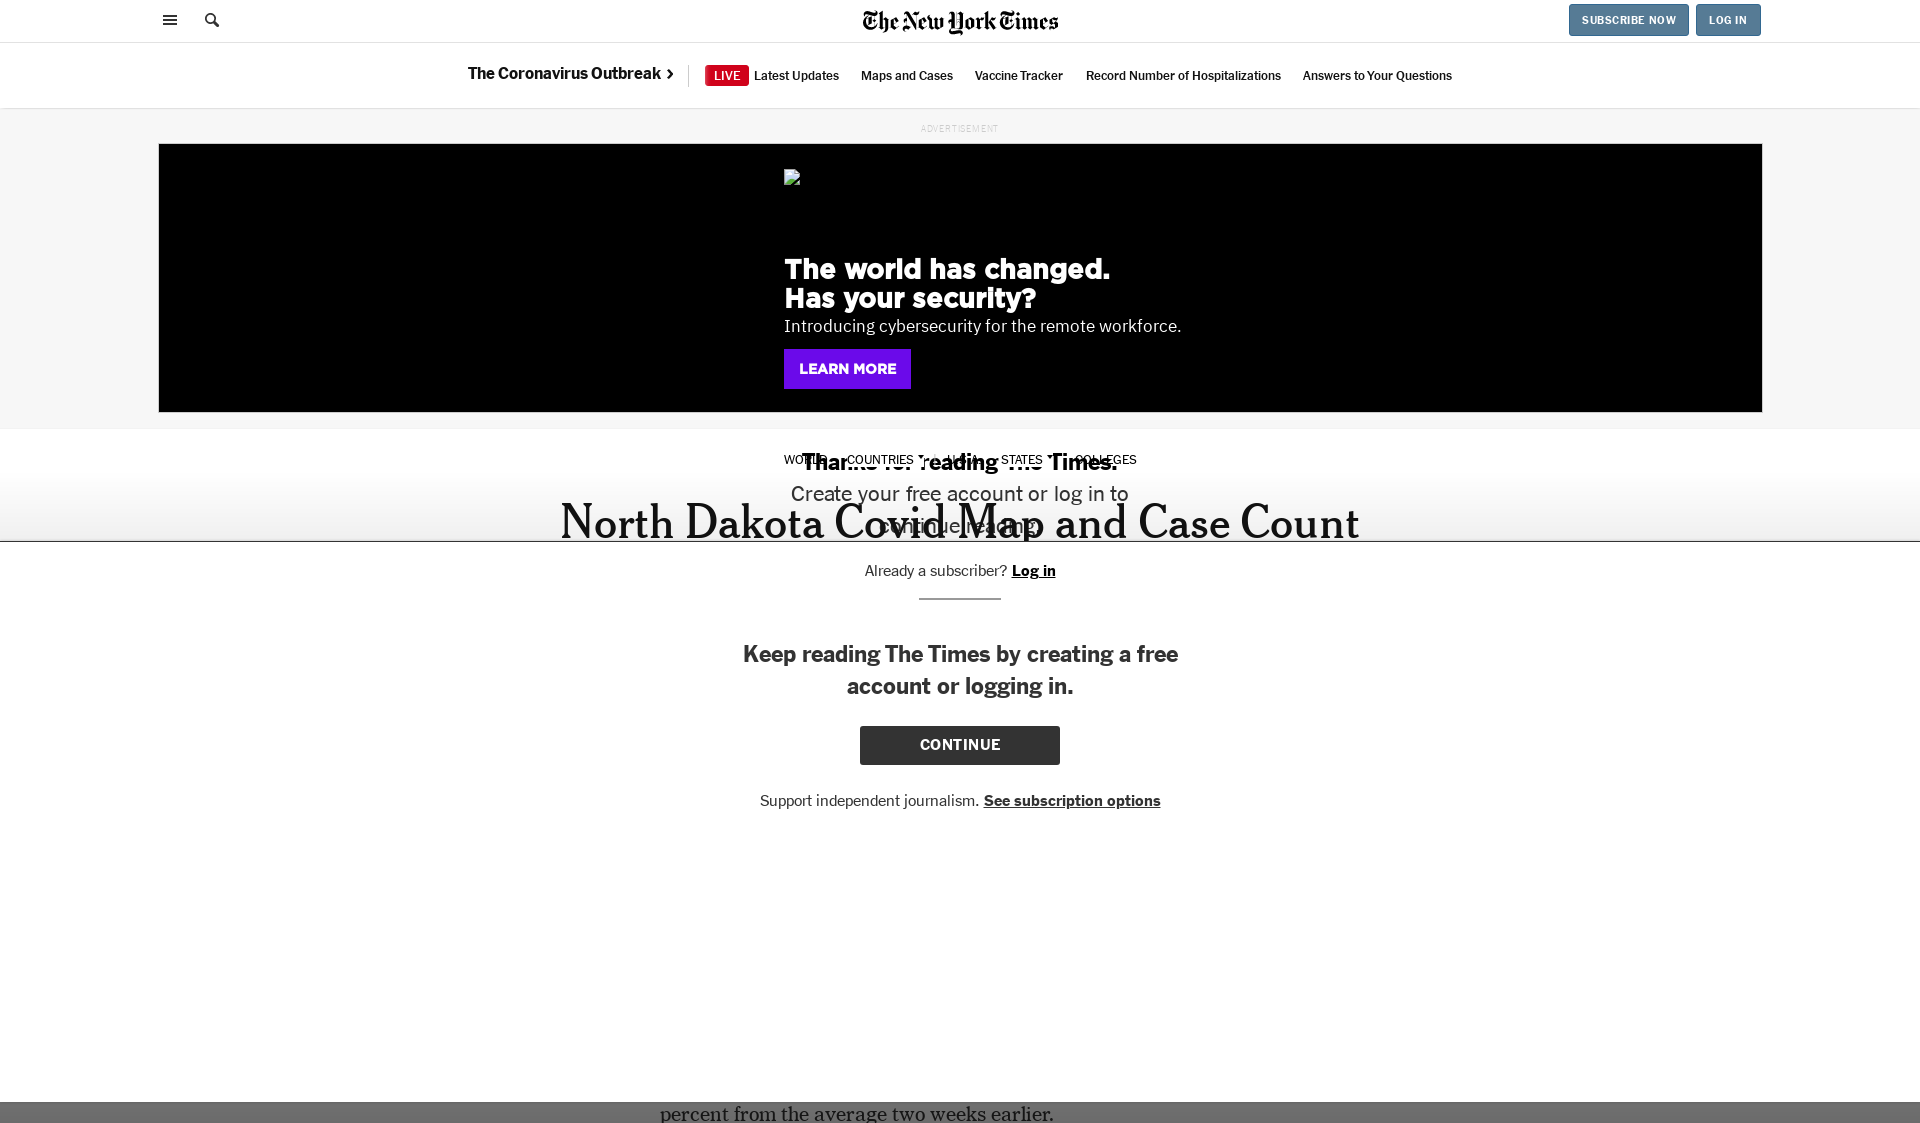 The New York Times
SUBSCRIBE NOW
LOG IN
The Coronavirus Outbreak
LIVE Latest Updates
Maps and Cases
Vaccine Tracker
Record Number of Hospitalizations
Answers to Your Questions
ADVERTISEMENT
The world has changed.
Has your security?
Introducing cybersecurity for the remote workforce.
LEARN MORE
WORLD COUNTRIES U.S.A. STATES COLLEGES
Thanks for reading The Times.
Create your free account or log in to
continue reading.
North Dakota Covid Map and Case Count
Already a subscriber? Log in
Keep reading The Times by creating a free
account or logging in.
CONTINUE
Support independent journalism. See subscription options
percent from the average two weeks earlier.